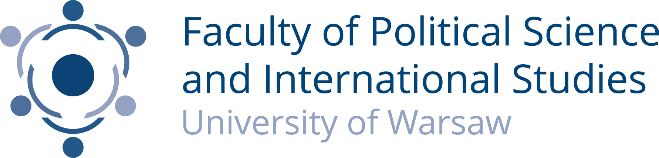 Faculty of Political Science
and International Studies
University of Warsaw